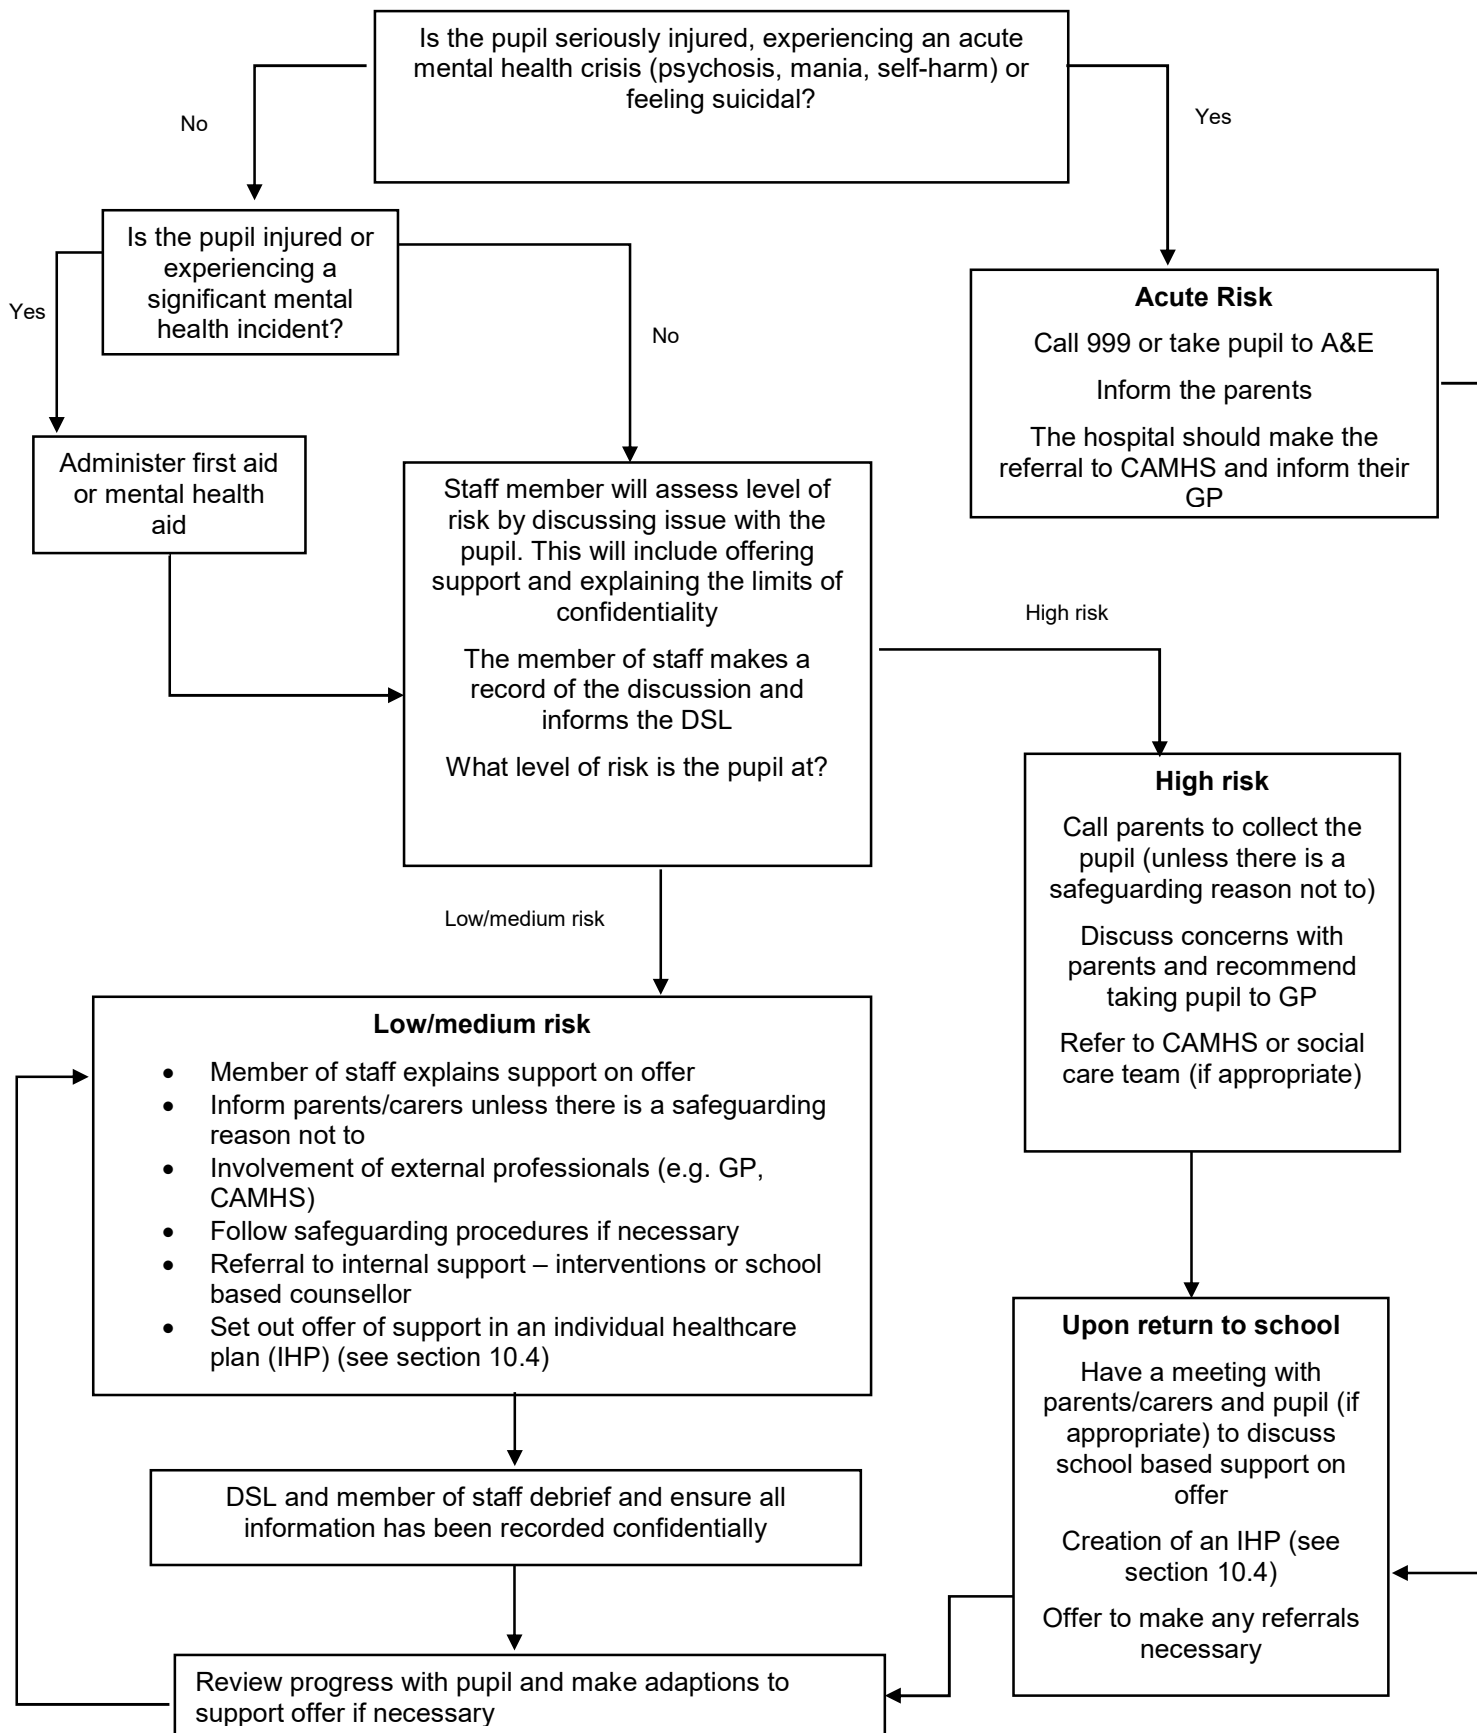 Is the pupil seriously injured, experiencing an acute
mental health crisis (psychosis, mania, self-harm) or
feeling suicidal?
No
Yes
Is the pupil injured or
experiencing a
significant mental
health incident?
Yes
No
Acute Risk
Call 999 or take pupil to A&E
Inform the parents
The hospital should make the
referral to CAMHS and inform their
GP
Administer first aid
or mental health
aid
Staff member will assess level of
risk by discussing issue with the
pupil. This will include offering
support and explaining the limits of
confidentiality
The member of staff makes a
record of the discussion and
informs the DSL
What level of risk is the pupil at?
High risk
High risk
Call parents to collect the
pupil (unless there is a
safeguarding reason not to)
Discuss concerns with
parents and recommend
taking pupil to GP
Refer to CAMHS or social
care team (if appropriate)
Low/medium risk
Low/medium risk
• Member of staff explains support on offer
• Inform parents/carers unless there is a safeguarding
reason not to
• Involvement of external professionals (e.g. GP,
CAMHS)
• Follow safeguarding procedures if necessary
• Referral to internal support – interventions or school
based counsellor
• Set out offer of support in an individual healthcare
plan (IHP) (see section 10.4)
Upon return to school
Have a meeting with
parents/carers and pupil (if
appropriate) to discuss
school based support on
offer
Creation of an IHP (see
section 10.4)
Offer to make any referrals
necessary
DSL and member of staff debrief and ensure all
information has been recorded confidentially
Review progress with pupil and make adaptions to
support offer if necessary